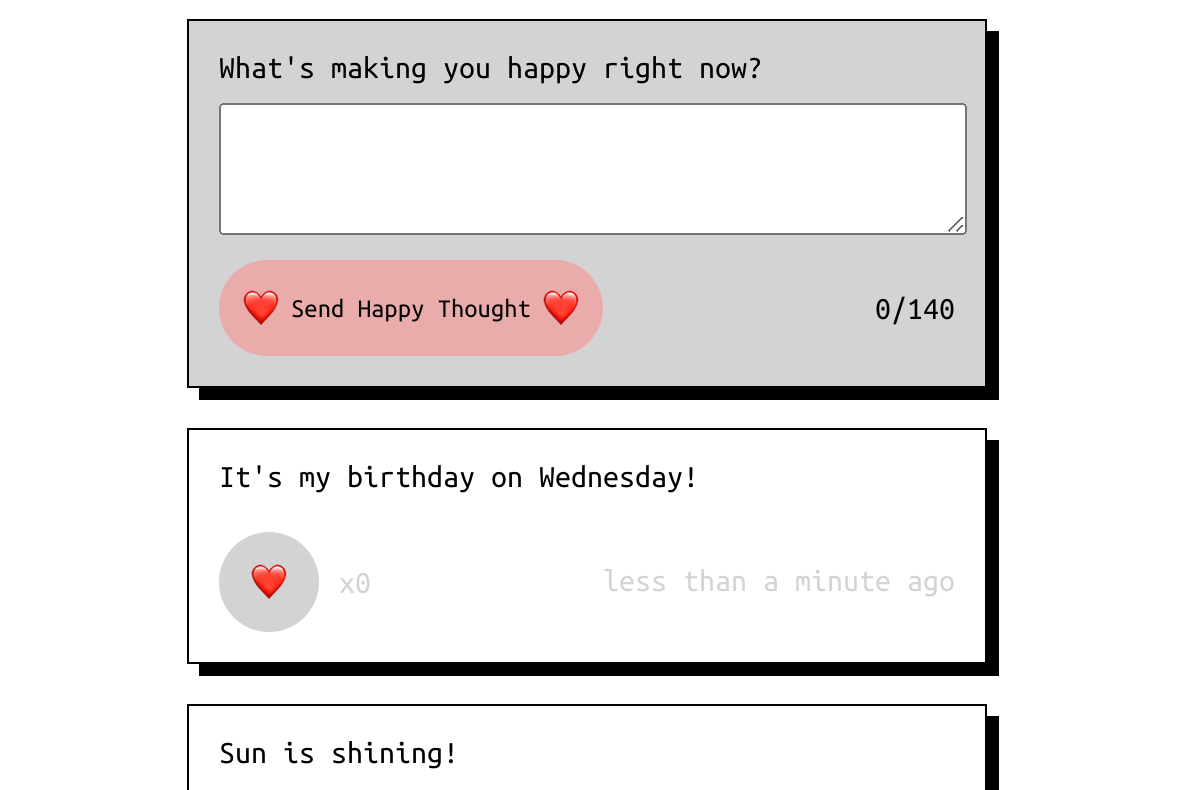 What's making you happy right now?
❤️ Send Happy Thought ❤️
0/140
It's my birthday on Wednesday!
❤️ x0
less than a minute ago
Sun is shining!